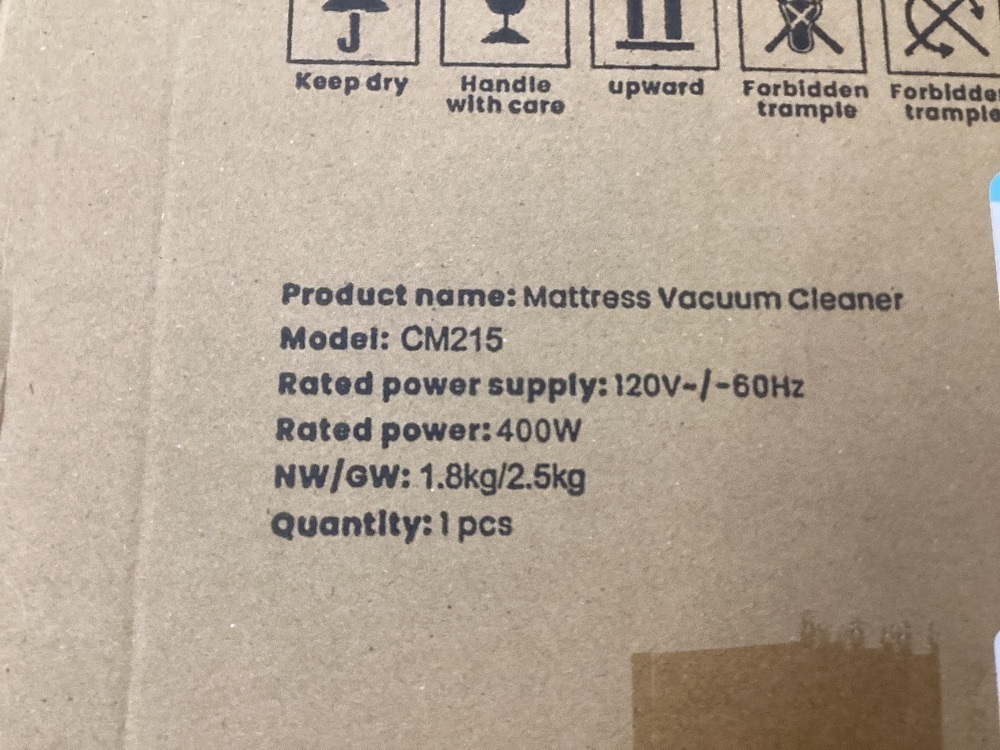 Keep dry
Handle
with care
upward
Forbidden
trample
Forbidden
trample
Product name: Mattress Vacuum Cleaner
Model: CM215
Rated power supply: 120V~/~60Hz
Rated power: 400W
NW/GW: 1.8kg/2.5kg
Quantity: 1 pcs